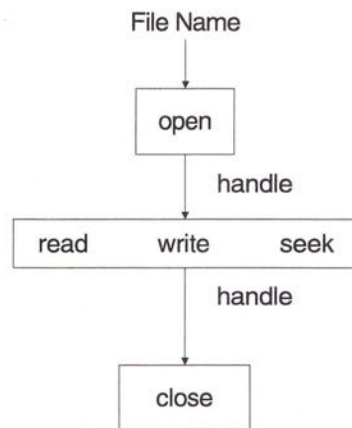 File Name
open
handle
read write seek
handle
close